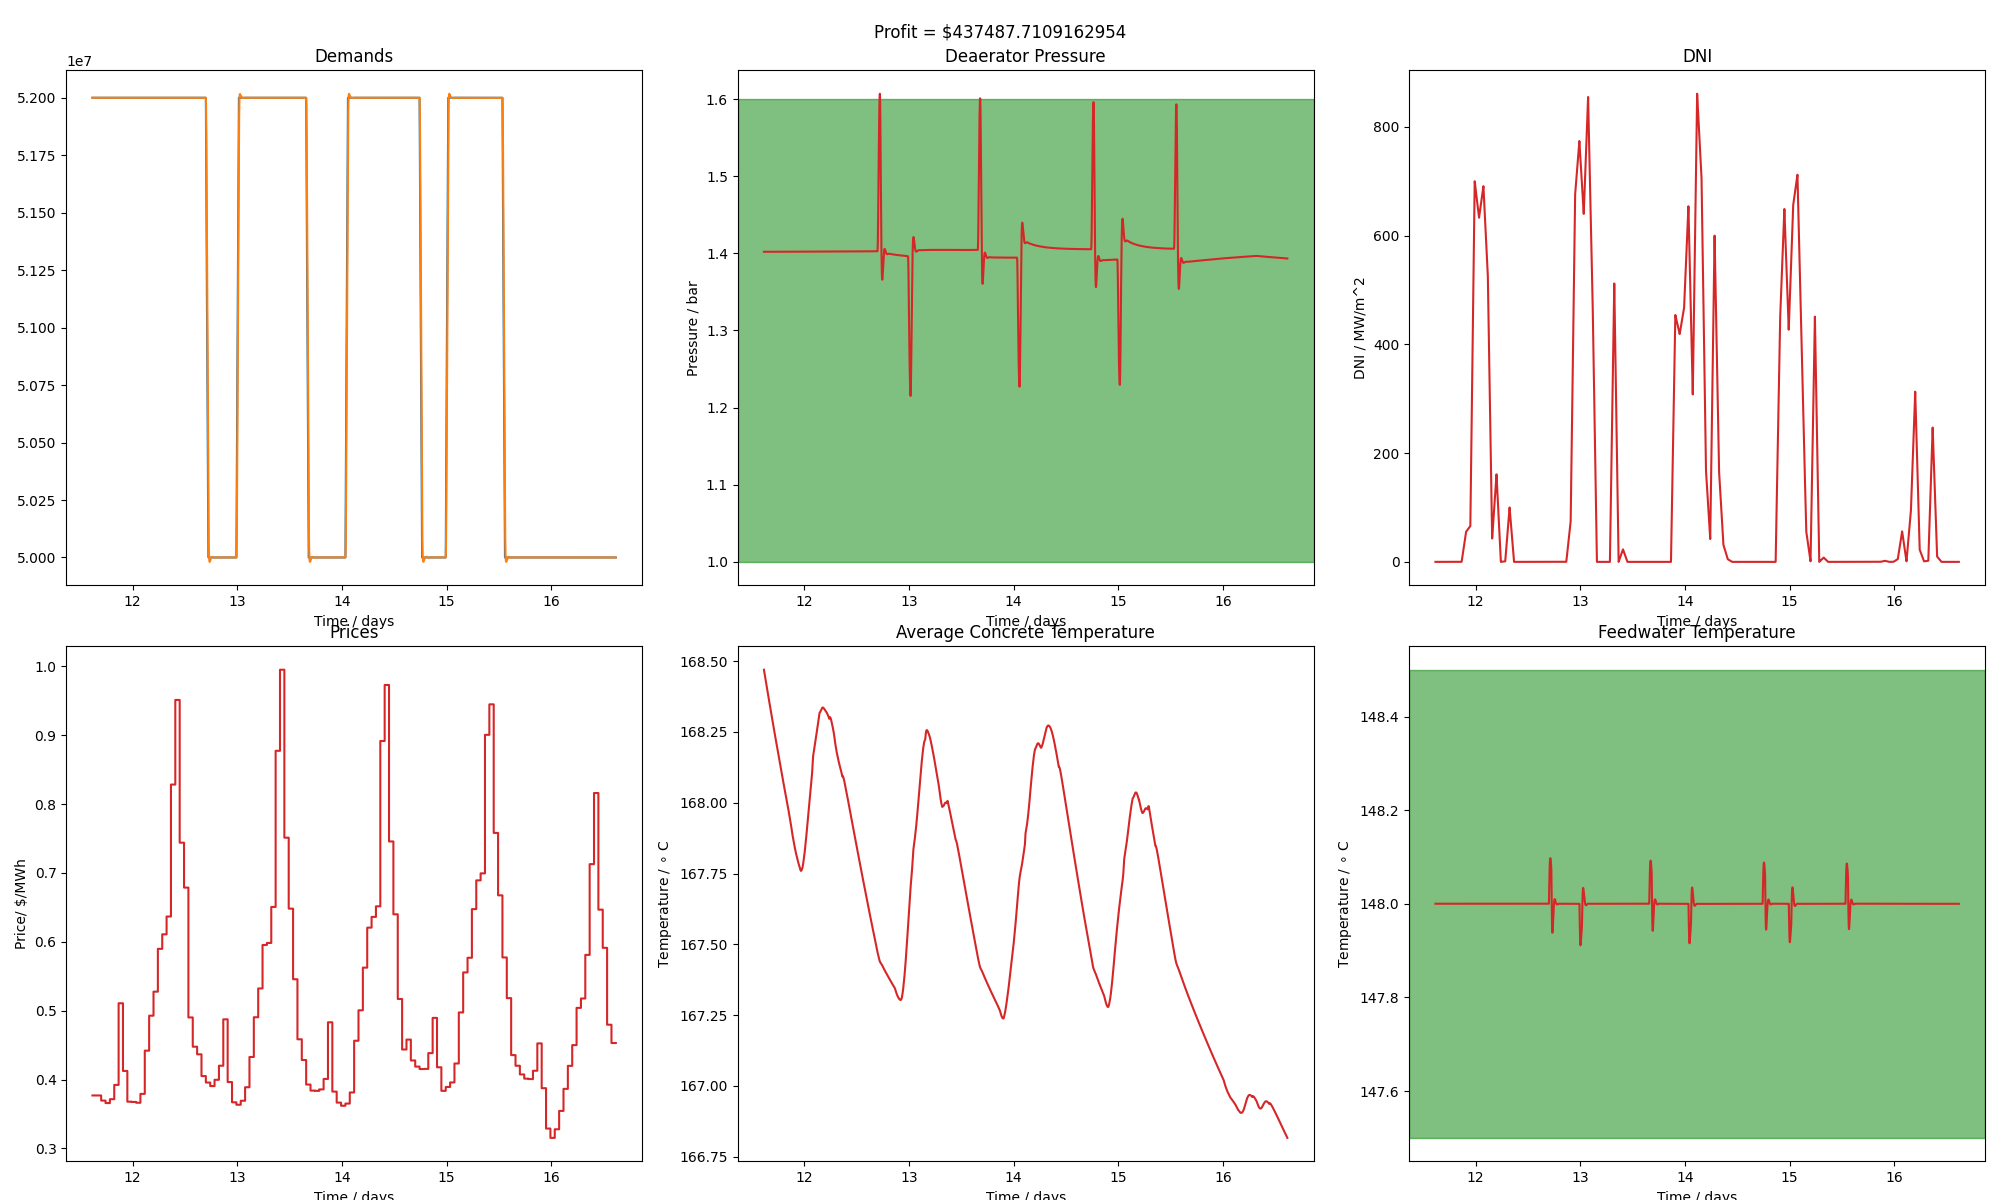 Profit = $437487.7109162954
Demands
1e7
5.200
5.175
5.150
5.125
5.100
5.075
5.050
5.025
5.000
12 13 14 15 16
Time / days
Deaerator Pressure
Pressure / bar
1.6
1.5
1.4
1.3
1.2
1.1
1.0
12 13 14 15 16
Time / days
DNI
DNI / MW/m^2
800
600
400
200
0
12 13 14 15 16
Time / days
Prices
Price/ $/MWh
1.0
0.9
0.8
0.7
0.6
0.5
0.4
0.3
12 13 14 15 16
Time / days
Average Concrete Temperature
Temperature / ∘ C
168.50
168.25
168.00
167.75
167.50
167.25
167.00
166.75
12 13 14 15 16
Time / days
Feedwater Temperature
Temperature / ∘ C
148.4
148.2
148.0
147.8
147.6
12 13 14 15 16
Time / days